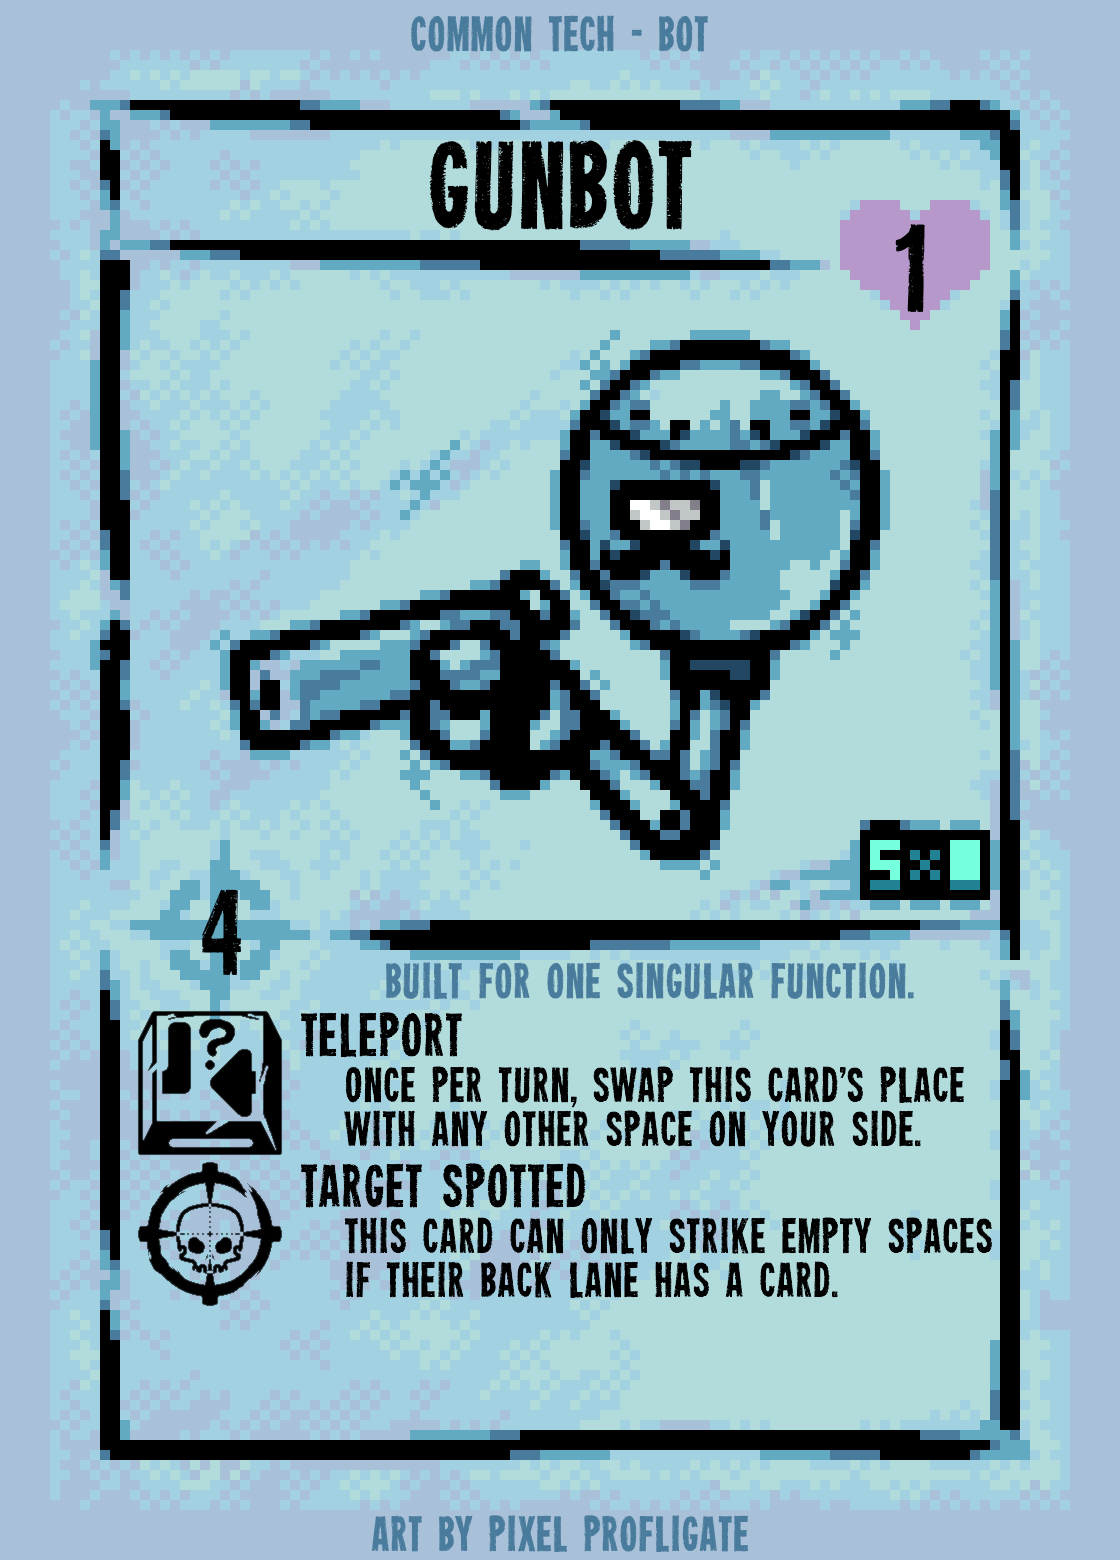 COMMON TECH - BOT
GUNBOT
1
5
4
BUILT FOR ONE SINGULAR FUNCTION.
?
TELEPORT
ONCE PER TURN, SWAP THIS CARD'S PLACE
WITH ANY OTHER SPACE ON YOUR SIDE.
TARGET SPOTTED
THIS CARD CAN ONLY STRIKE EMPTY SPACES
IF THEIR BACK LANE HAS A CARD.
ART BY PIXEL PROFLIGATE